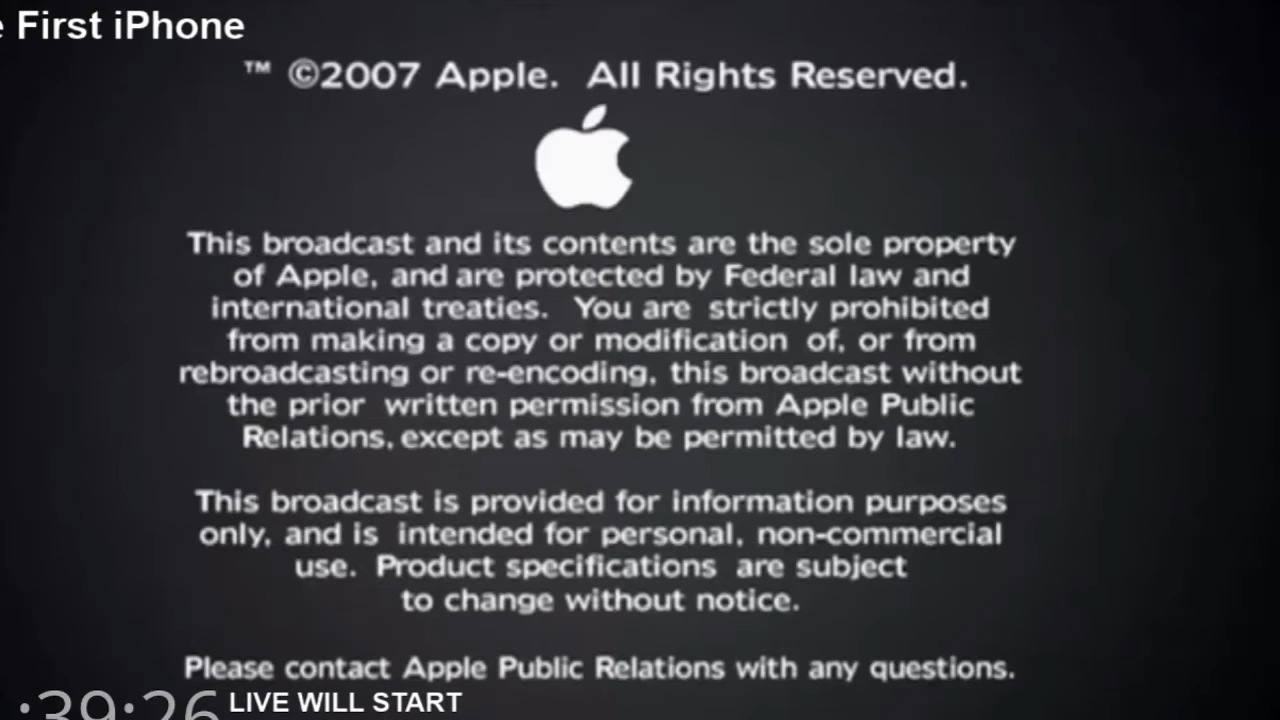 First iPhone
™ ©2007 Apple. All Rights Reserved.
This broadcast and its contents are the sole property
of Apple, and are protected by Federal law and
international treaties. You are strictly prohibited
from making a copy or modification of, or from
rebroadcasting or re-encoding, this broadcast without
the prior written permission from Apple Public
Relations, except as may be permitted by law.
This broadcast is provided for information purposes
only, and is intended for personal, non-commercial
use. Product specifications are subject
to change without notice.
Please contact Apple Public Relations with any questions.
:39:26
LIVE WILL START